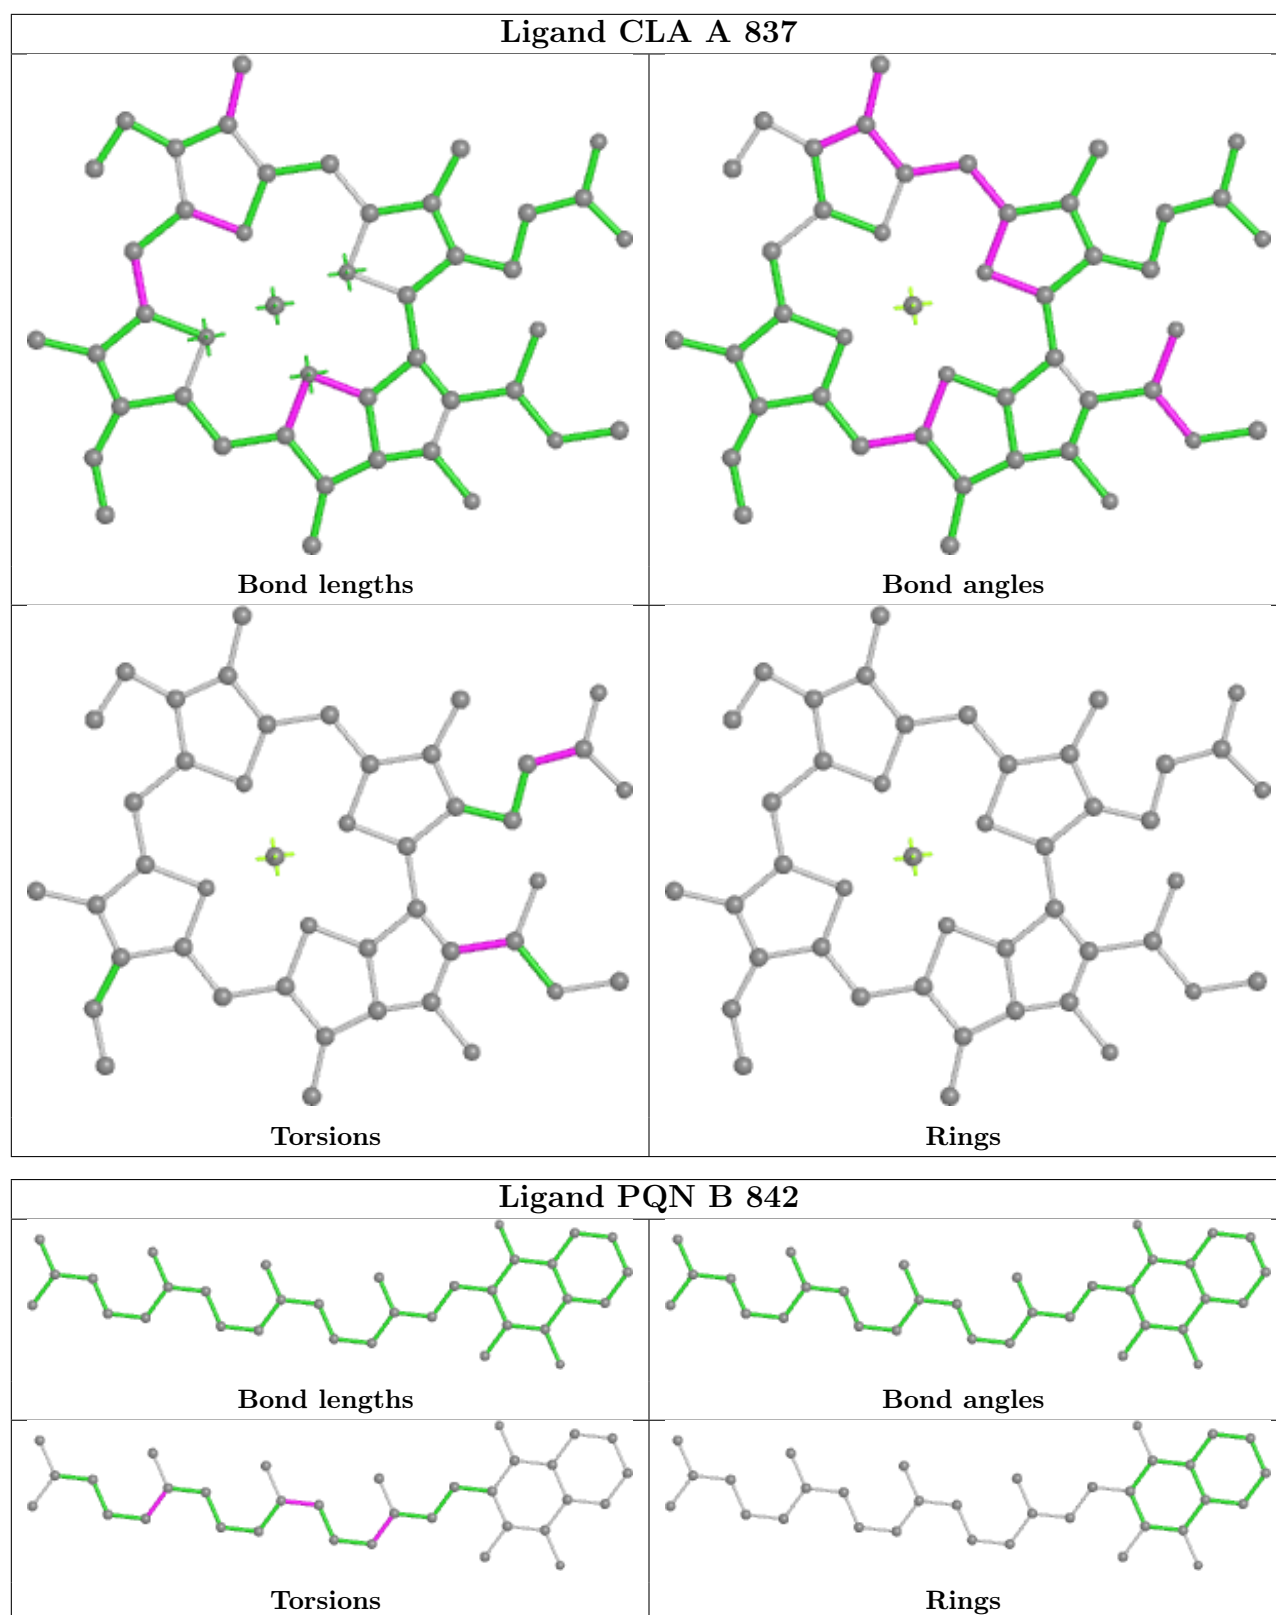 Ligand CLA A 837
Bond lengths
Bond angles
Torsions
Rings
Ligand PQN B 842
Bond lengths
Bond angles
Torsions
Rings